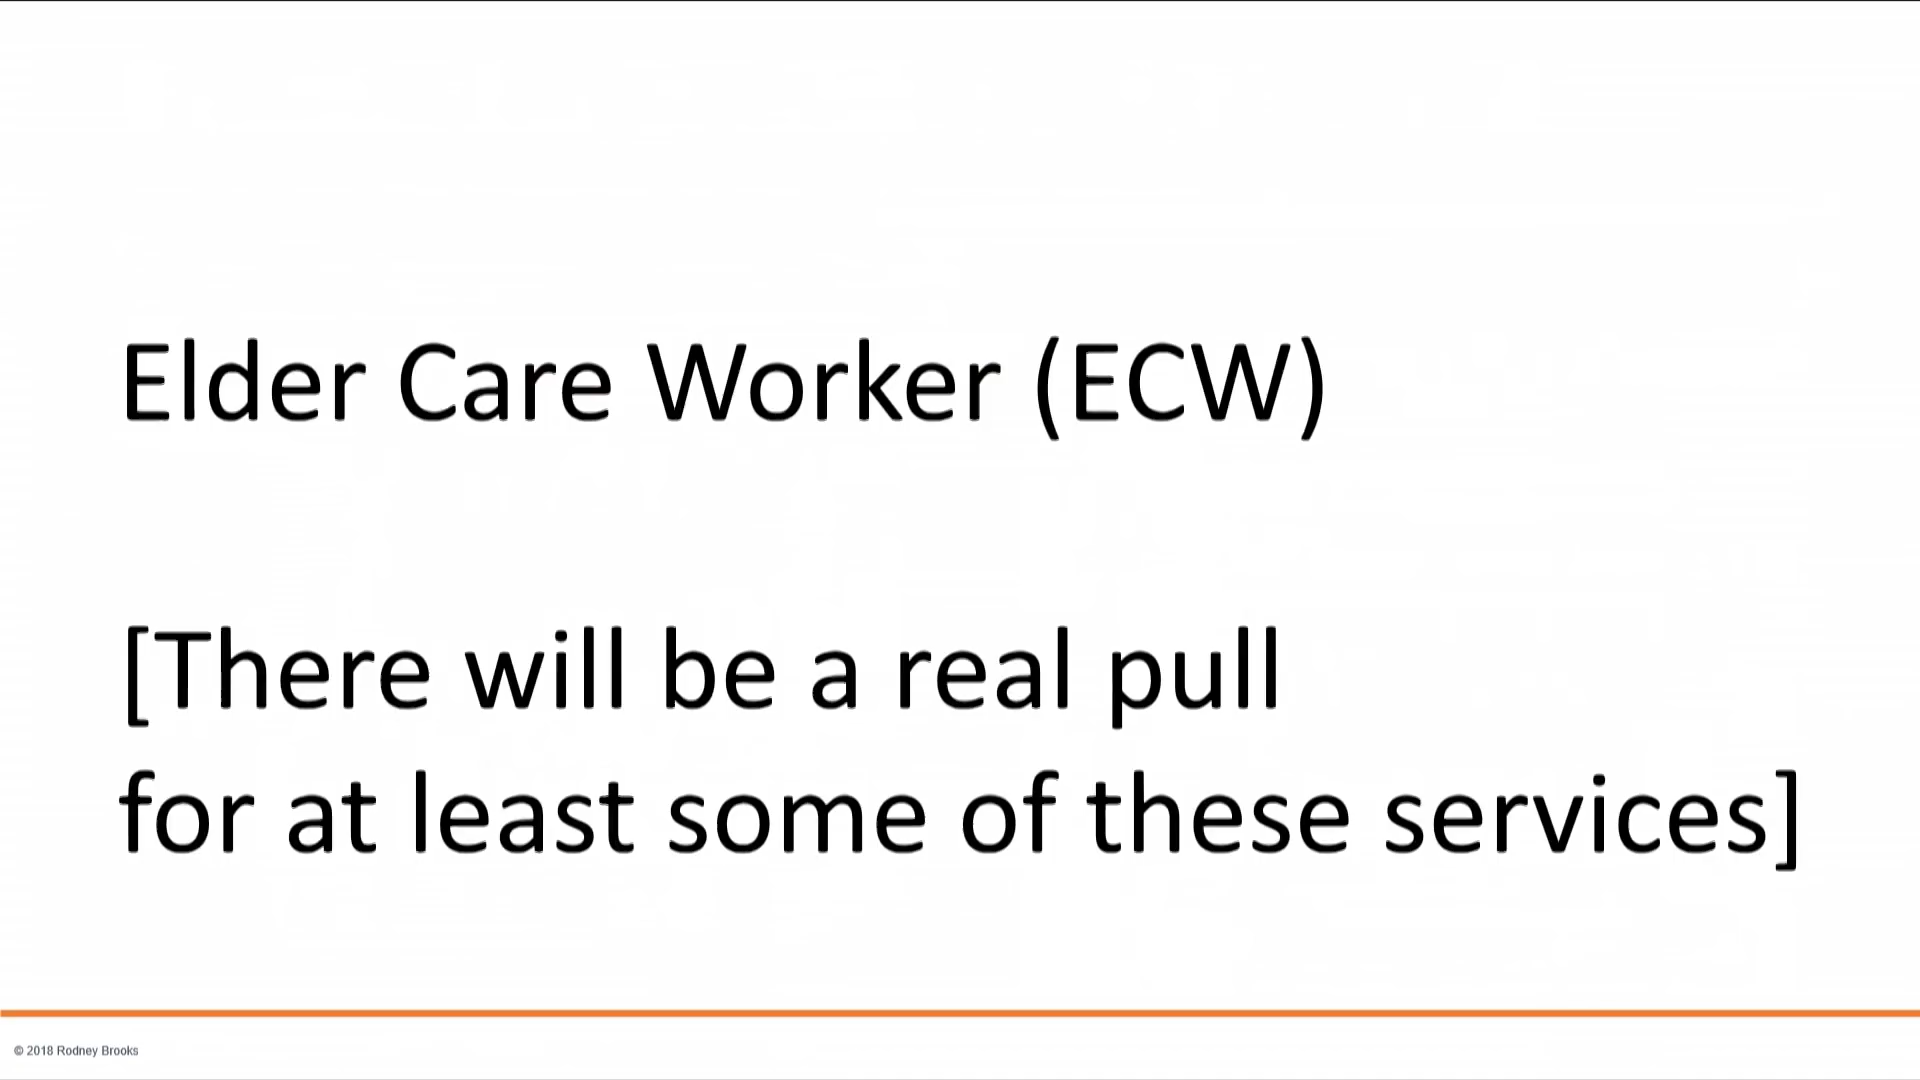 Elder Care Worker (ECW)
[There will be a real pull
for at least some of these services]
© 2018 Rodney Brooks